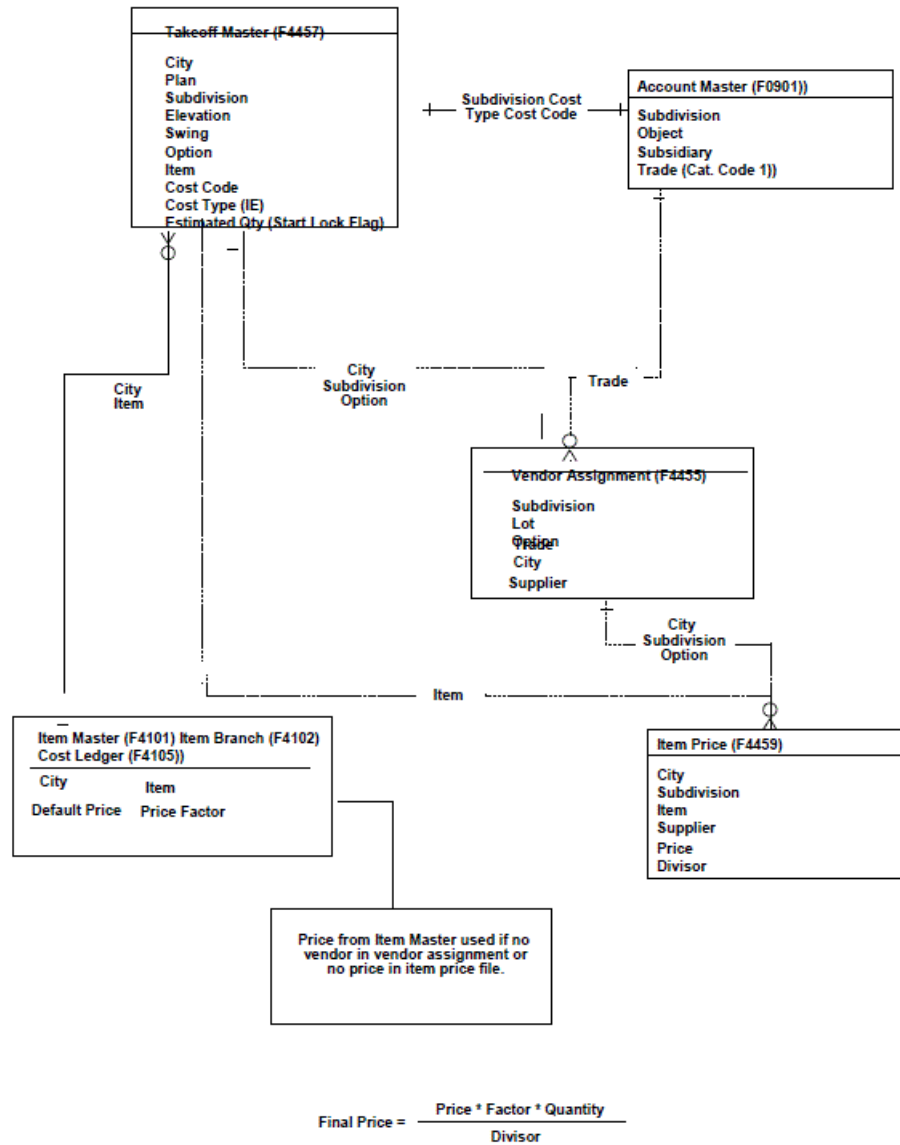 Takeoff Master (F4457)
City
Plan
Subdivision
Elevation
Swing
Option
Item
Cost Code
Cost Type (IE)
Estimated Qty (Start Lock Flag)
Subdivision Cost
Type Cost Code
Account Master (F0901))
Subdivision
Object
Subsidiary
Trade (Cat. Code 1))
City
Item
City
Subdivision
Option
Trade
Vendor Assignment (F4455)
Subdivision
Lot
Option
Trade
City
Supplier
City
Subdivision
Option
Item
Item Master (F4101) Item Branch (F4102)
Cost Ledger (F4105))
City Item
Default Price Price Factor
Item Price (F4459)
City
Subdivision
Item
Supplier
Price
Divisor
Price from Item Master used if no
vendor in vendor assignment or
no price in item price file.
Final Price = Price * Factor * Quantity
Divisor